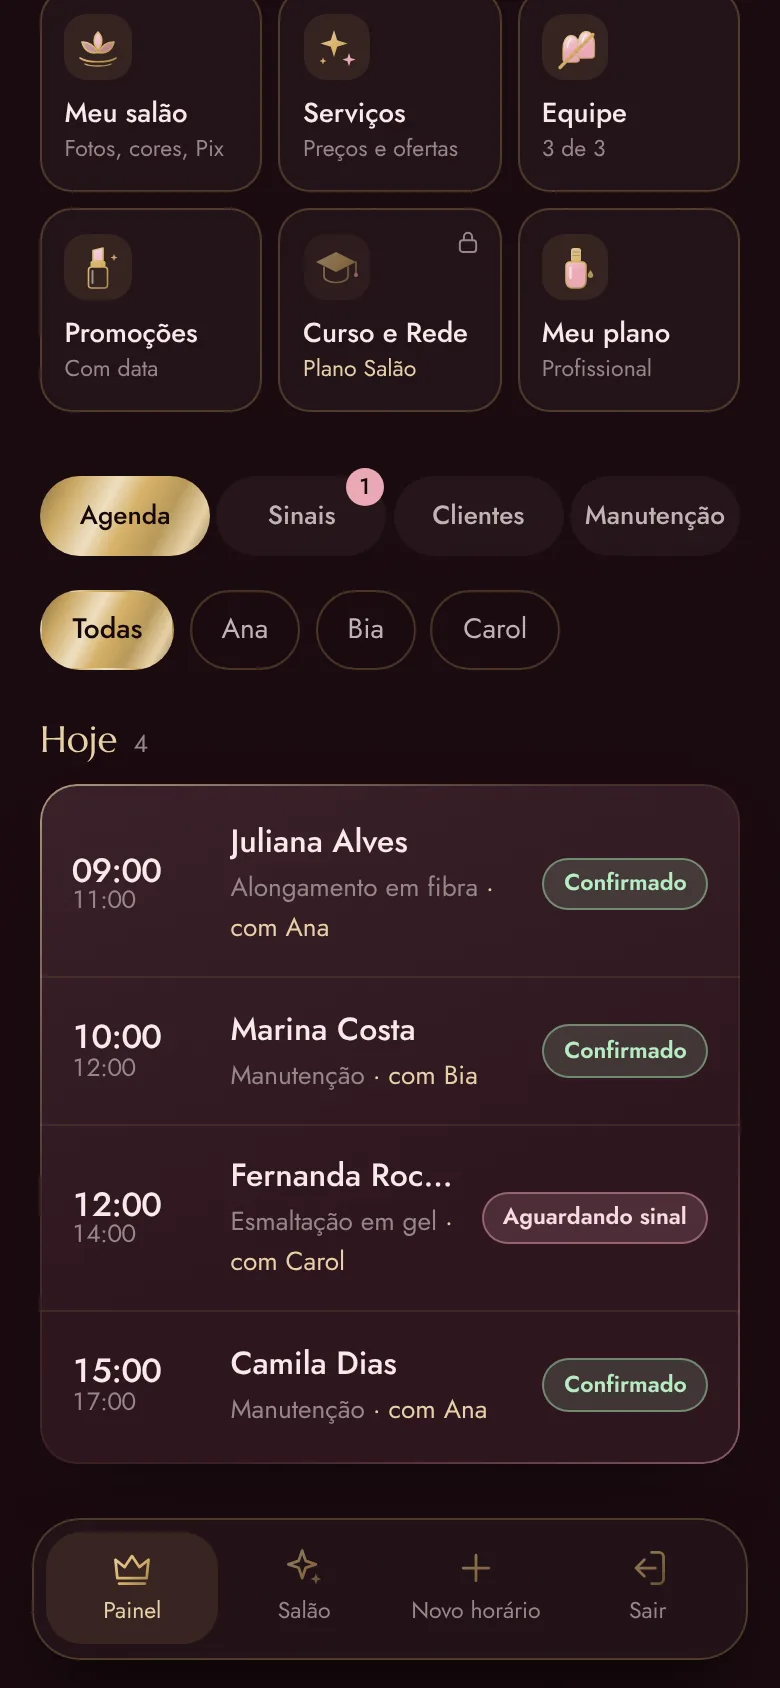 Meu salão
Fotos, cores, Pix
Serviços
Preços e ofertas
Equipe
3 de 3
Promoções
Com data
Curso e Rede
Plano Salão
Meu plano
Profissional
Agenda
Sinais
1
Clientes
Manutenção
Todas
Ana
Bia
Carol
Hoje 4
09:00
11:00
Juliana Alves
Alongamento em fibra ·
com Ana
Confirmado
10:00
12:00
Marina Costa
Manutenção · com Bia
Confirmado
12:00
14:00
Fernanda Roc...
Esmaltação em gel ·
com Carol
Aguardando sinal
15:00
17:00
Camila Dias
Manutenção · com Ana
Confirmado
Painel
Salão
Novo horário
Sair